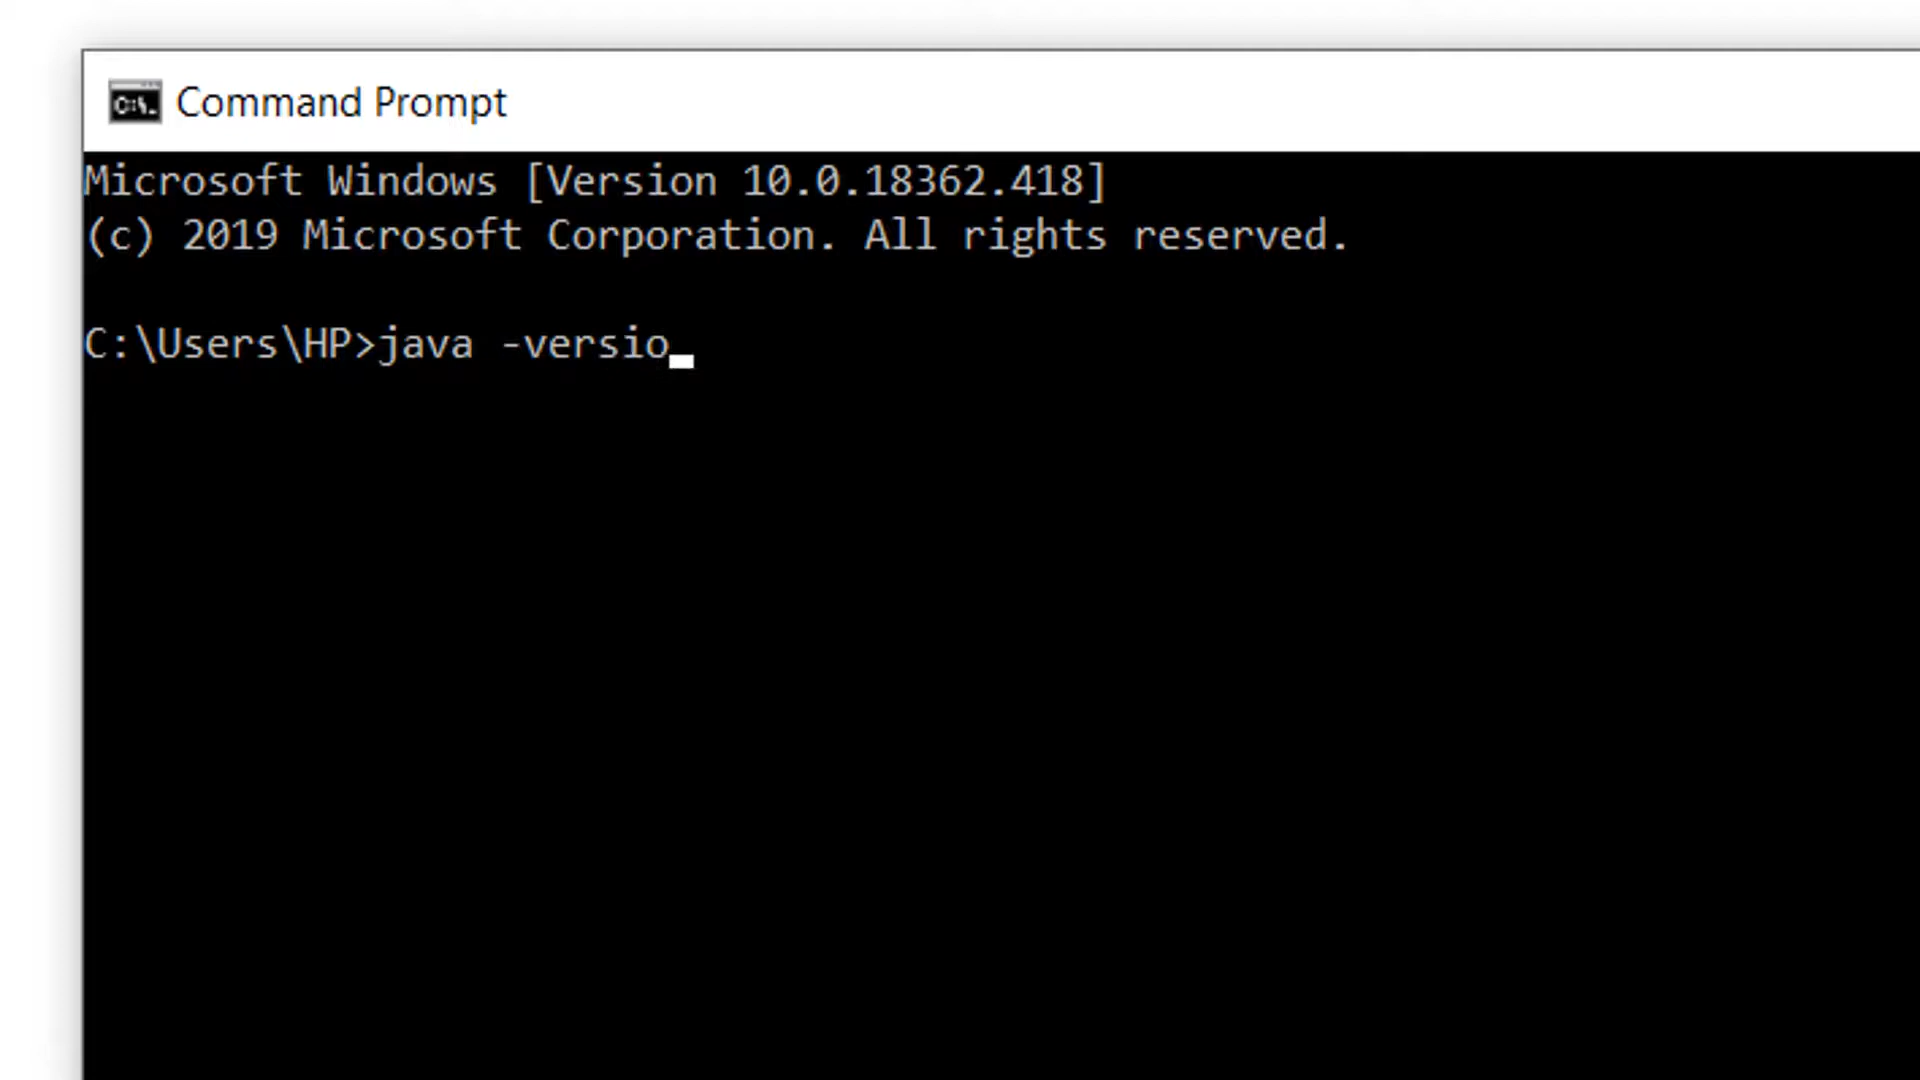 C:\.
Command Prompt
Microsoft Windows [Version 10.0.18362.418]
(c) 2019 Microsoft Corporation. All rights reserved.
C:\Users\HP>java -versio